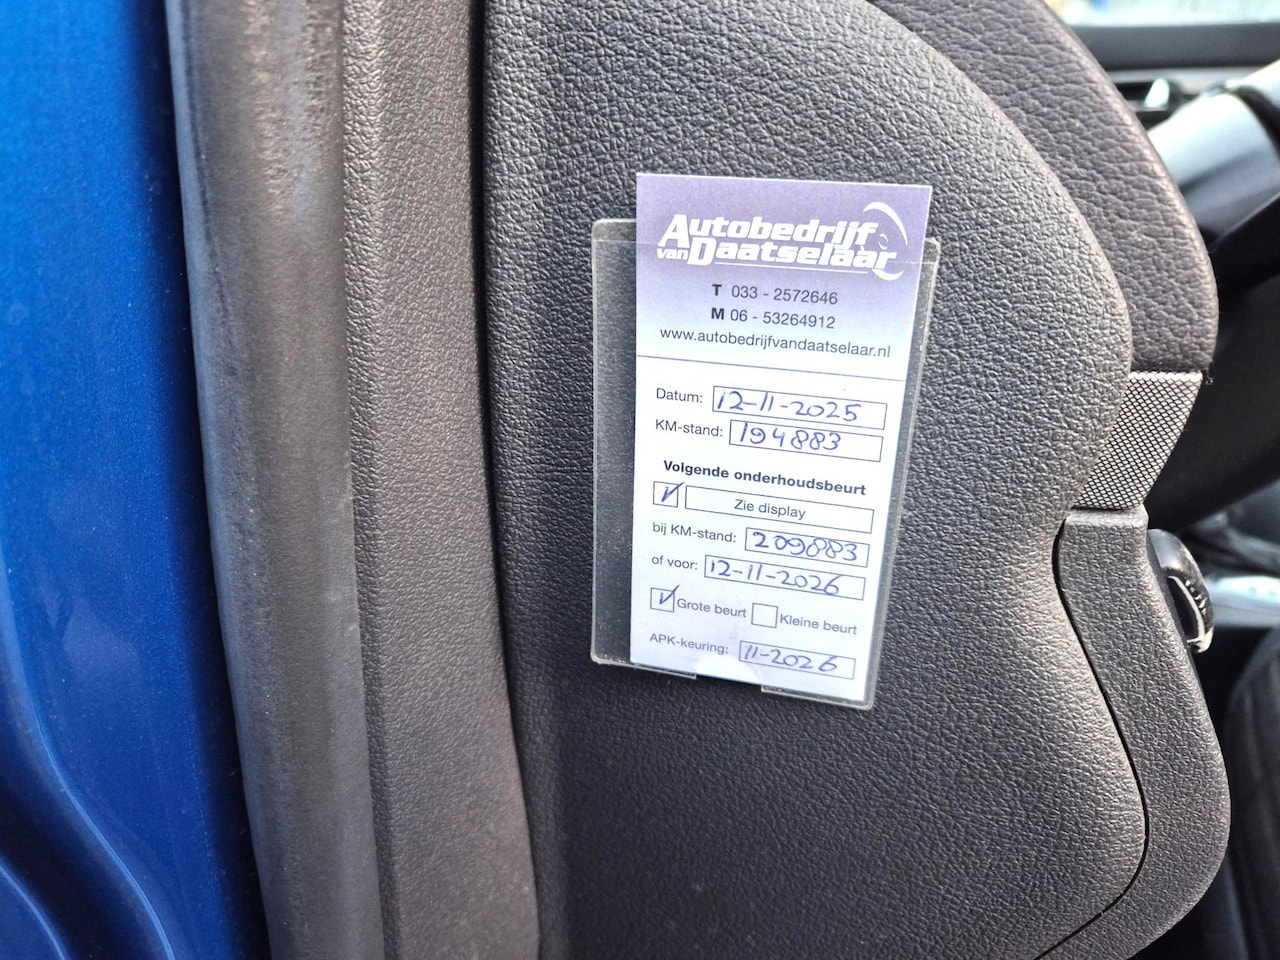 Autobedrijf
van Daatselaar
T 033 - 2572646
M 06 - 53264912
www.autobedrijfvandaatselaar.nl
Datum: 12-11-2025
KM-stand: 194883
Volgende onderhoudsbeurt
Zie display
bij KM-stand: 209883
of voor: 12-11-2026
Grote beurt Kleine beurt
APK-keuring: 11-2026